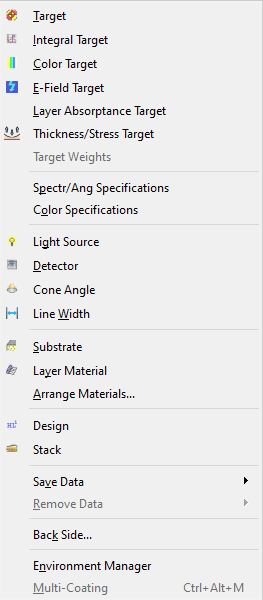 Target
Integral Target
Color Target
E-Field Target
Layer Absorptance Target
Thickness/Stress Target
Target Weights
Spectr/Ang Specifications
Color Specifications
Light Source
Detector
Cone Angle
Line Width
Substrate
Layer Material
Arrange Materials...
Design
Stack
Save Data
Remove Data
Back Side...
Environment Manager
Multi-Coating Ctrl+Alt+M